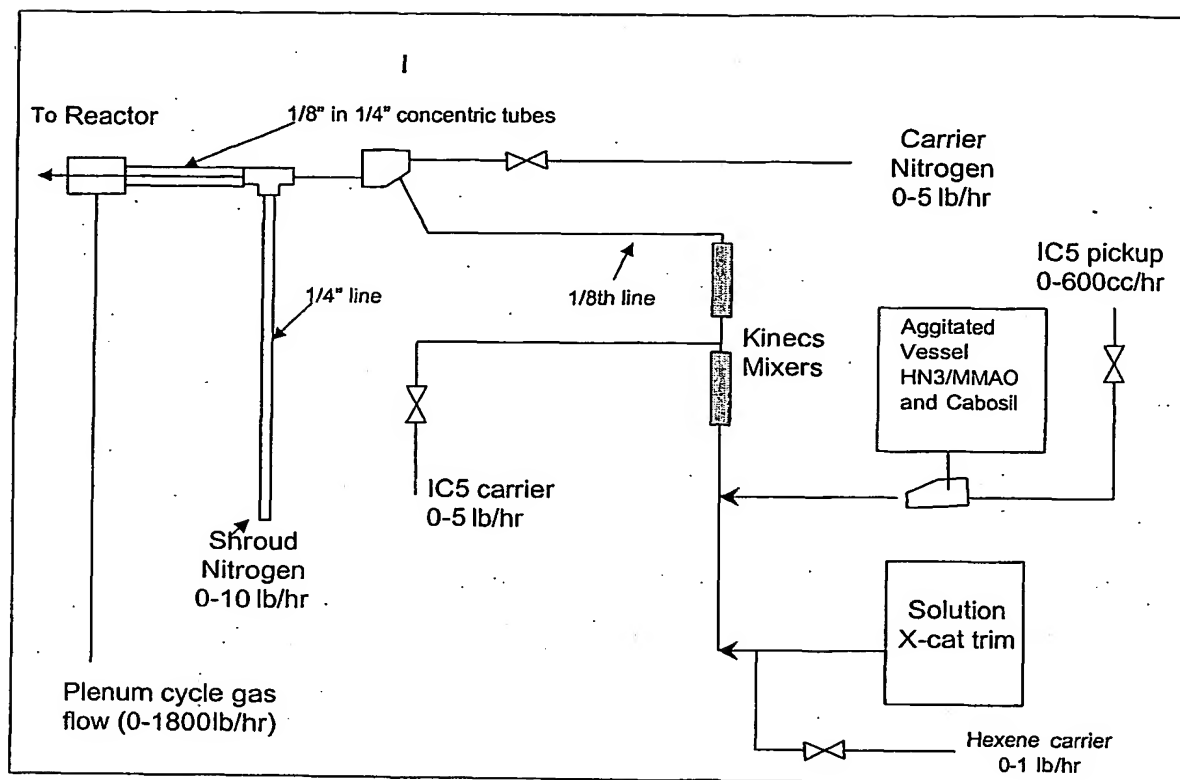 I
To Reactor
1/8" in 1/4" concentric tubes
Carrier
Nitrogen
0-5 lb/hr
IC5 pickup
0-600cc/hr
1/4" line
1/8th line
Kinecs
Mixers
Aggitated
Vessel
HN3/MMAO
and Cabosil
IC5 carrier
0-5 lb/hr
Shroud
Nitrogen
0-10 lb/hr
Solution
X-cat trim
Plenum cycle gas
flow (0-1800lb/hr)
Hexene carrier
0-1 lb/hr